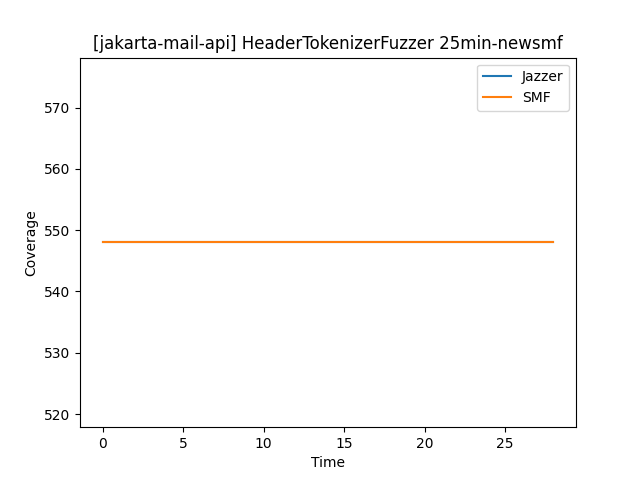 [jakarta-mail-api] HeaderTokenizerFuzzer 25min-newsmf
Jazzer
SMF
570
560
550
540
530
520
Coverage
0 5 10 15 20 25
Time